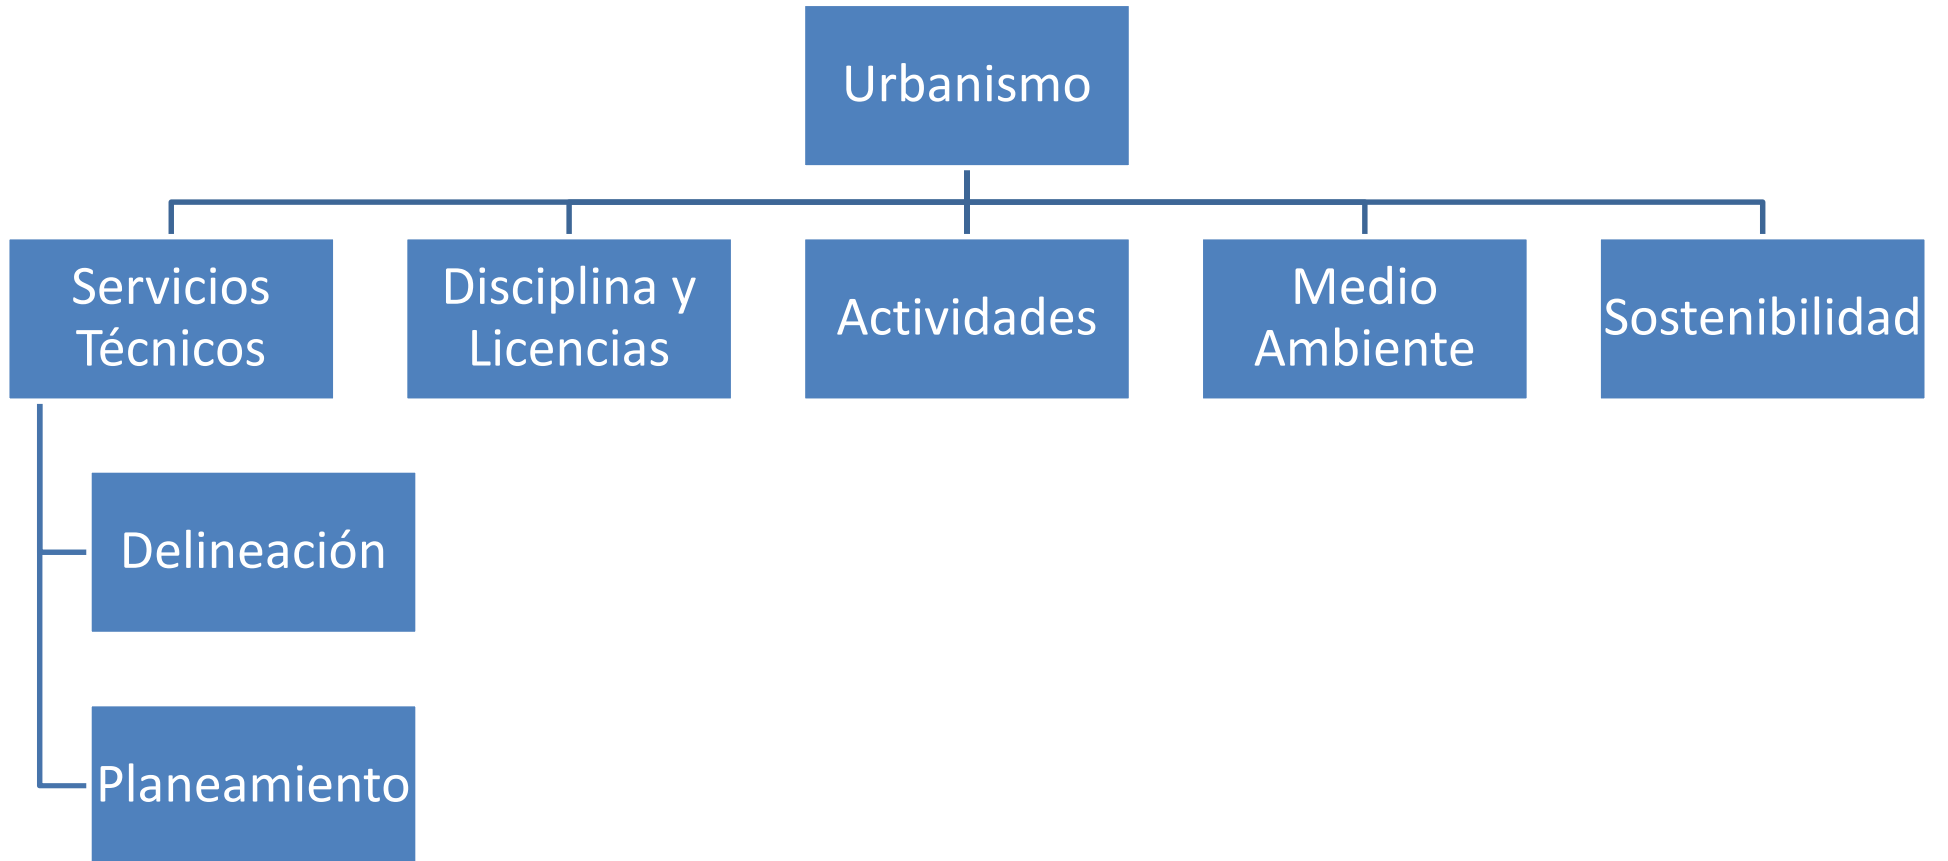 Urbanismo
Servicios
Técnicos
Disciplina y
Licencias
Actividades
Medio
Ambiente
Sostenibilidad
Delineación
Planeamiento